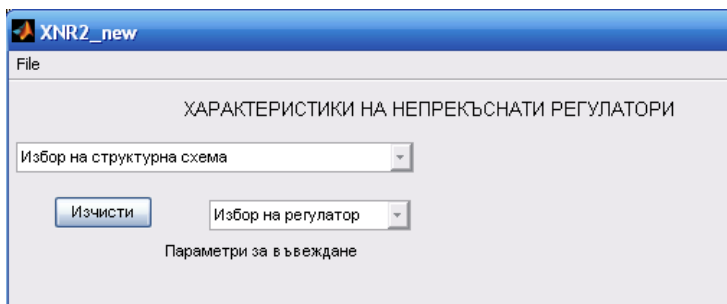 XNR2_new
File
ХАРАКТЕРИСТИКИ НА НЕПРЕКЪСНАТИ РЕГУЛАТОРИ
Избор на структурна схема
Изчисти
Избор на регулатор
Параметри за въвеждане